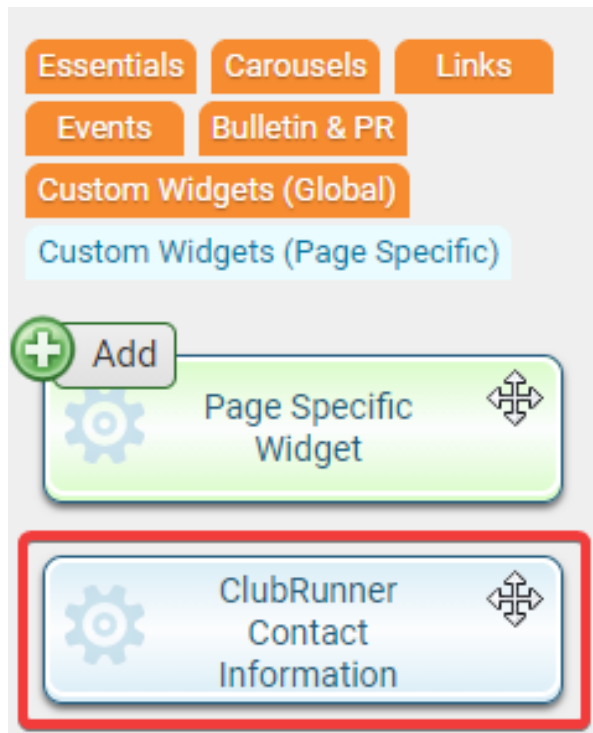 Essentials Carousels Links
Events Bulletin & PR
Custom Widgets (Global)
Custom Widgets (Page Specific)
Add
Page Specific
Widget
ClubRunner
Contact
Information